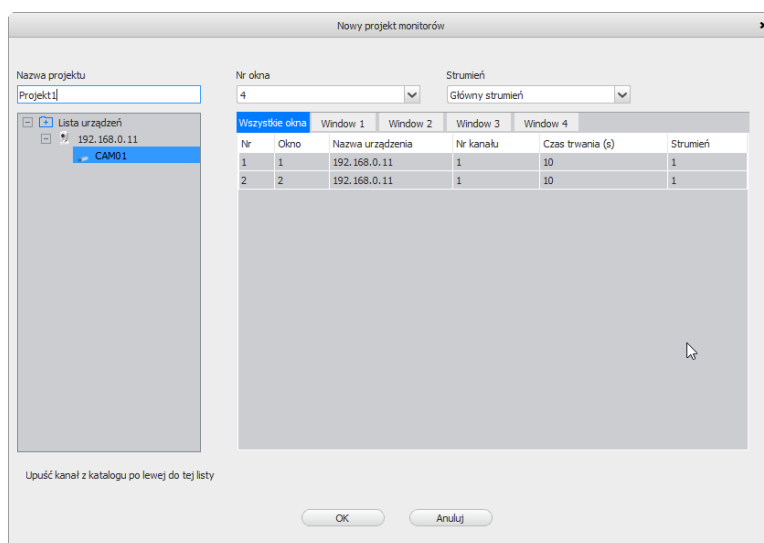 Nowy projekt monitorów
Nazwa projektu Nr okna Strumień
Projekt1 4 Główny strumień
Lista urządzeń
192.168.0.11
CAM01
Wszystkie okna Window 1 Window 2 Window 3 Window 4
Nr Okno Nazwa urządzenia Nr kanału Czas trwania (s) Strumień
1 1 192.168.0.11 1 10 1
2 2 192.168.0.11 1 10 1
Upuść kanał z katalogu po lewej do tej listy
OK Anuluj